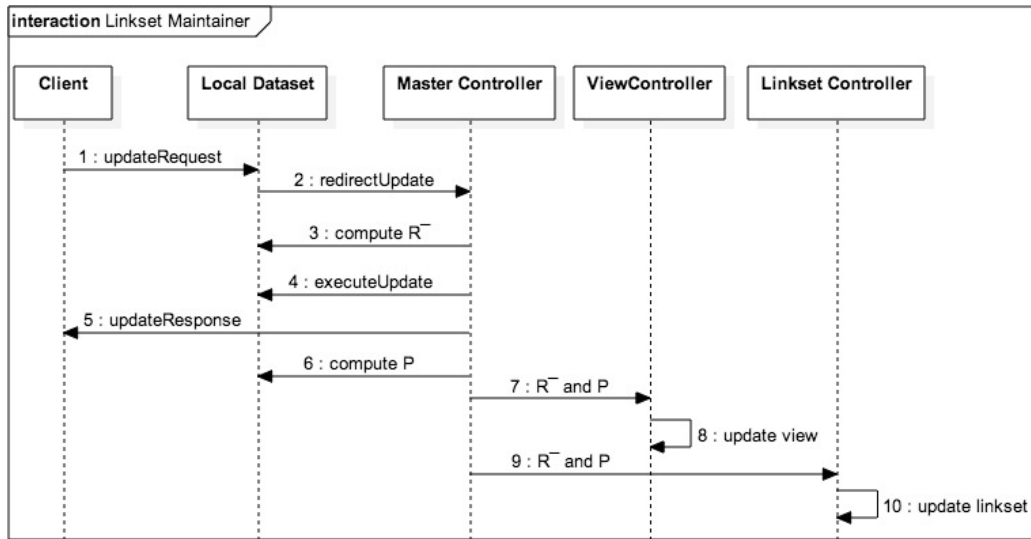 interaction Linkset Maintainer
Client
Local Dataset
Master Controller
ViewController
Linkset Controller
1 : updateRequest
2 : redirectUpdate
3 : compute R¯
4 : executeUpdate
5 : updateResponse
6 : compute P
7 : R¯ and P
8 : update view
9 : R¯ and P
10 : update linkset